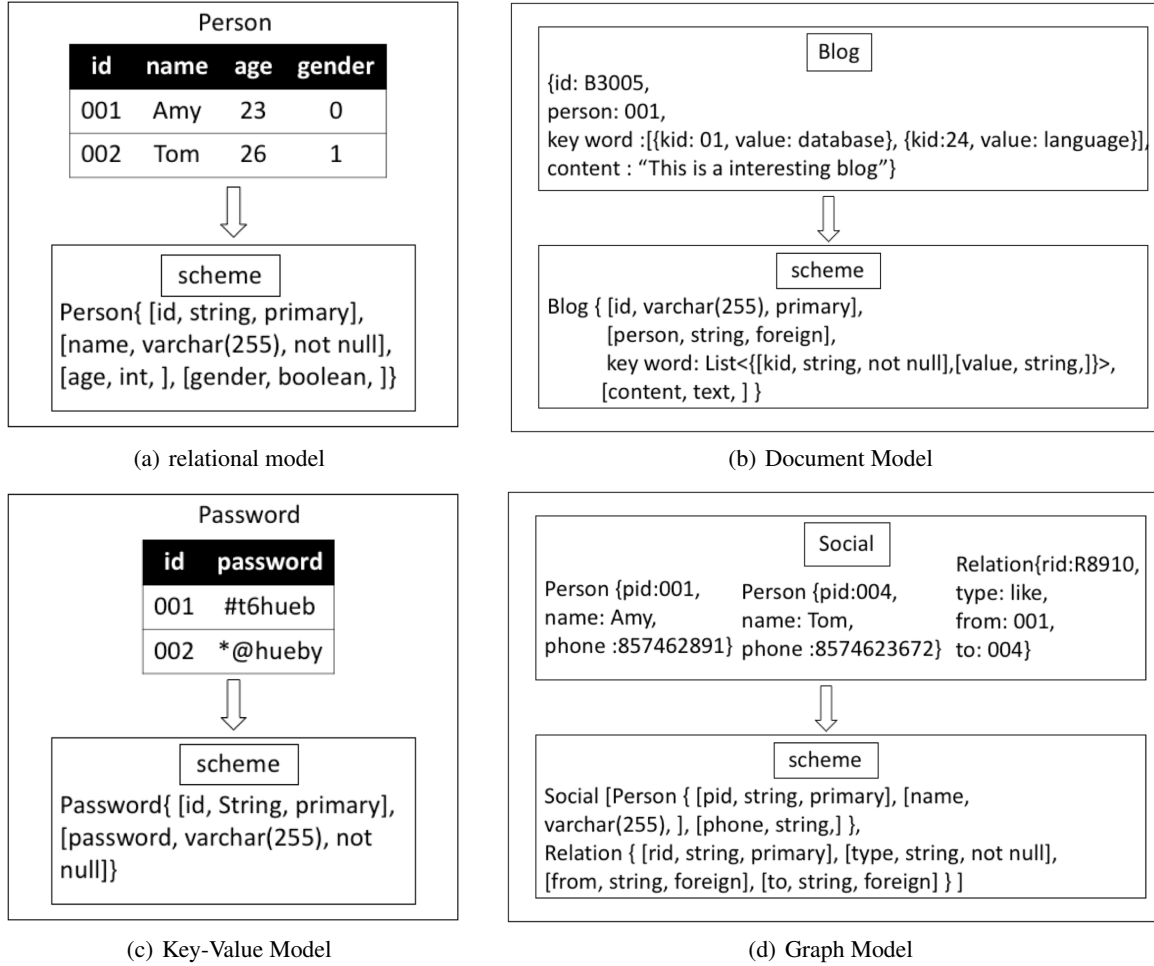 Person
id name age gender
001 Amy 23 0
002 Tom 26 1
scheme
Person{ [id, string, primary],
[name, varchar(255), not null],
[age, int, ], [gender, boolean, ]}
(a) relational model
Blog
{id: B3005,
person: 001,
key word :[{kid: 01, value: database}, {kid:24, value: language}],
content : “This is a interesting blog”}
scheme
Blog { [id, varchar(255), primary],
[person, string, foreign],
key word: List<{[kid, string, not null],[value, string,]}>,
[content, text, ] }
(b) Document Model
Password
id password
001 #t6hueb
002 *@hueby
scheme
Password{ [id, String, primary],
[password, varchar(255), not
null]}
(c) Key-Value Model
Social
Person {pid:001,
name: Amy,
phone :857462891}
Person {pid:004,
name: Tom,
phone :8574623672}
Relation{rid:R8910,
type: like,
from: 001,
to: 004}
scheme
Social [Person { [pid, string, primary], [name,
varchar(255), ], [phone, string,] },
Relation { [rid, string, primary], [type, string, not null],
[from, string, foreign], [to, string, foreign] } ]
(d) Graph Model